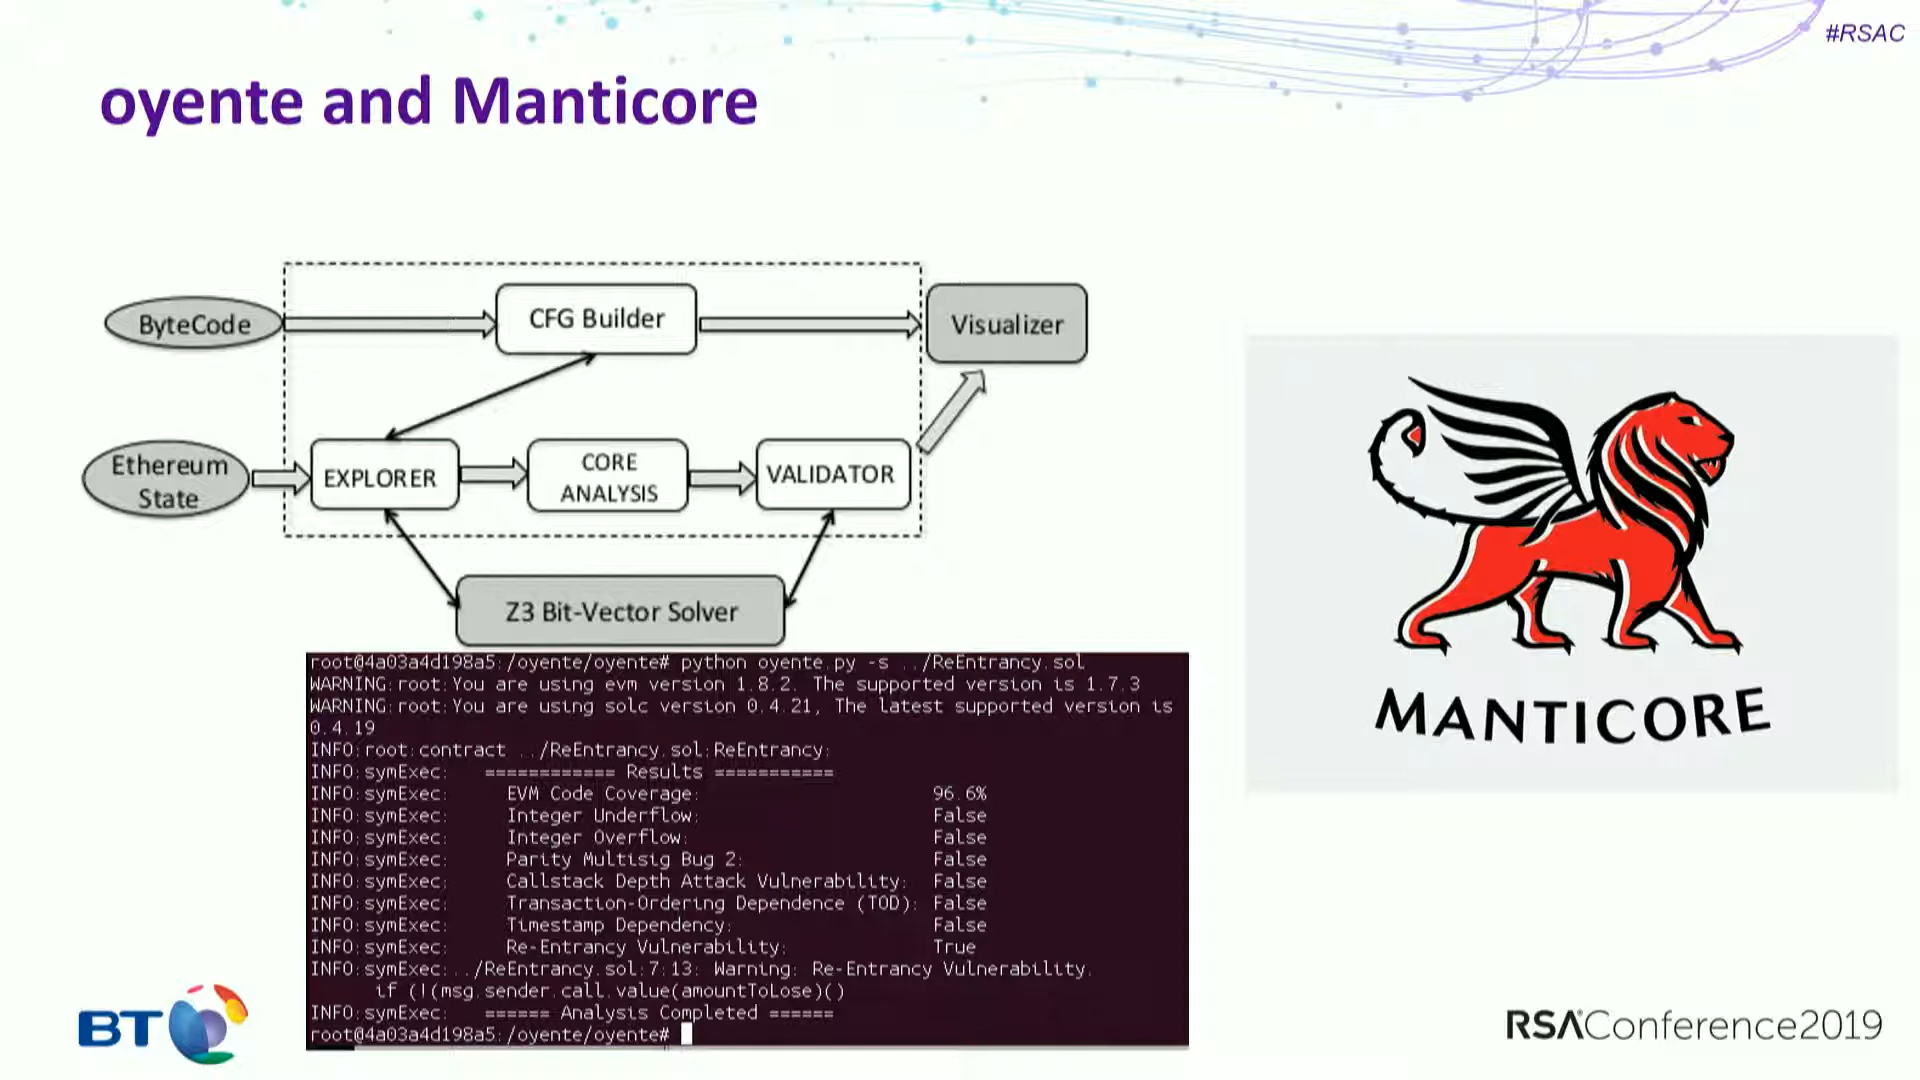 #RSAC
oyente and Manticore
ByteCode
CFG Builder
Visualizer
Ethereum
State
EXPLORER
CORE
ANALYSIS
VALIDATOR
Z3 Bit-Vector Solver
root@4a03a4d198a5:/oyente/oyente# python oyente.py -s ../ReEntrancy.sol
WARNING:root:You are using evm version 1.8.2. The supported version is 1.7.3
WARNING:root:You are using solc version 0.4.21, The latest supported version is
0.4.19
INFO:root:contract ../ReEntrancy.sol:ReEntrancy:
INFO:symExec: ============ Results ===========
INFO:symExec: EVM Code Coverage: 96.6%
INFO:symExec: Integer Underflow: False
INFO:symExec: Integer Overflow: False
INFO:symExec: Parity Multisig Bug 2: False
INFO:symExec: Callstack Depth Attack Vulnerability: False
INFO:symExec: Transaction-Ordering Dependence (TOD): False
INFO:symExec: Timestamp Dependency: False
INFO:symExec: Re-Entrancy Vulnerability: True
INFO:symExec:../ReEntrancy.sol:7:13: Warning: Re-Entrancy Vulnerability.
if (!(msg.sender.call.value(amountToLose)()
INFO:symExec: ====== Analysis Completed ======
root@4a03a4d198a5:/oyente/oyente#
MANTICORE
BT
RSAConference2019